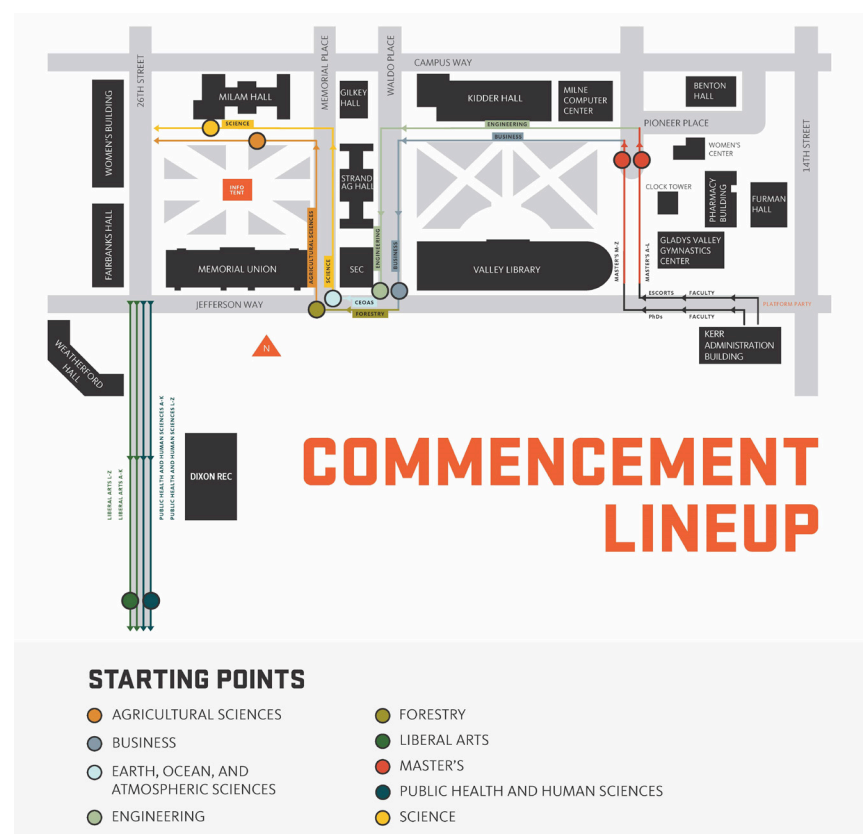 26TH STREET
MEMORIAL PLACE
WALDO PLACE
CAMPUS WAY
14TH STREET
WOMEN'S BUILDING
MILAM HALL
GILKEY
HALL
KIDDER HALL
MILNE
COMPUTER
CENTER
BENTON
HALL
PIONEER PLACE
SCIENCE
ENGINEERING
BUSINESS
WOMEN'S
CENTER
INFO
TENT
STRAND
AG HALL
CLOCK TOWER
PHARMACY
BUILDING
FURMAN
HALL
FAIRBANKS HALL
MEMORIAL UNION
AGRICULTURAL SCIENCES
SCIENCE
SEC
ENGINEERING
BUSINESS
VALLEY LIBRARY
MASTER'S M-Z
MASTER'S A-L
GLADYS VALLEY
GYMNASTICS
CENTER
JEFFERSON WAY
CEOAS
FORESTRY
ESCORTS FACULTY
PLATFORM PARTY
PhDs FACULTY
KERR
ADMINISTRATION
BUILDING
N
WEATHERFORD
HALL
LIBERAL ARTS L-Z
LIBERAL ARTS A-K
PUBLIC HEALTH AND HUMAN SCIENCES A-K
PUBLIC HEALTH AND HUMAN SCIENCES L-Z
DIXON REC
COMMENCEMENT
LINEUP
STARTING POINTS
AGRICULTURAL SCIENCES
BUSINESS
EARTH, OCEAN, AND
ATMOSPHERIC SCIENCES
ENGINEERING
FORESTRY
LIBERAL ARTS
MASTER'S
PUBLIC HEALTH AND HUMAN SCIENCES
SCIENCE